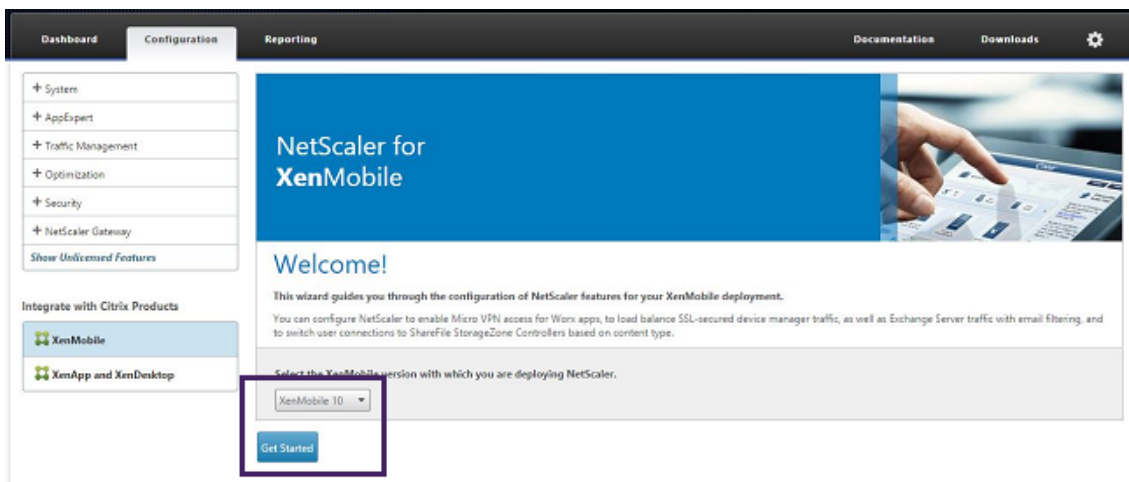 Dashboard
Configuration
Reporting
Documentation
Downloads
+ System
+ AppExpert
+ Traffic Management
+ Optimization
+ Security
+ NetScaler Gateway
Show Unlicensed Features
Integrate with Citrix Products
XenMobile
XenApp and XenDesktop
NetScaler for
XenMobile
Welcome!
This wizard guides you through the configuration of NetScaler features for your XenMobile deployment.
You can configure NetScaler to enable Micro VPN access for Worx apps, to load balance SSL-secured device manager traffic, as well as Exchange Server traffic with email filtering, and
to switch user connections to ShareFile StorageZone Controllers based on content type.
Select the XenMobile version with which you are deploying NetScaler.
XenMobile 10
Get Started